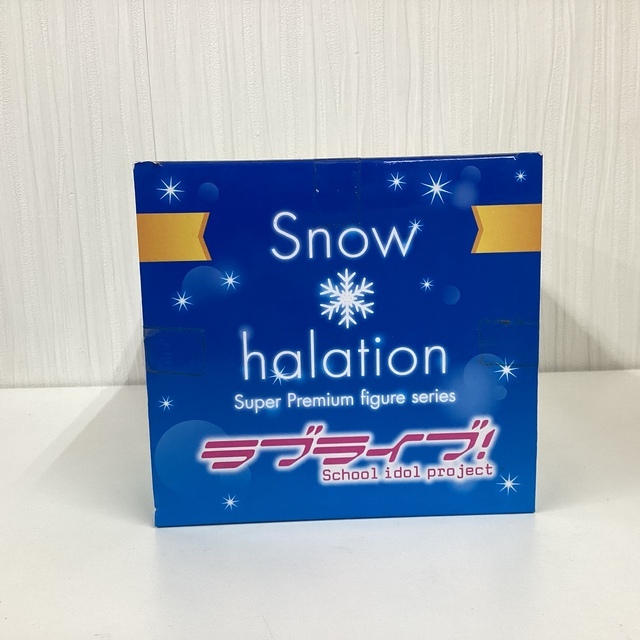 Snow
halation
Super Premium figure series
ラブライブ!
School idol project